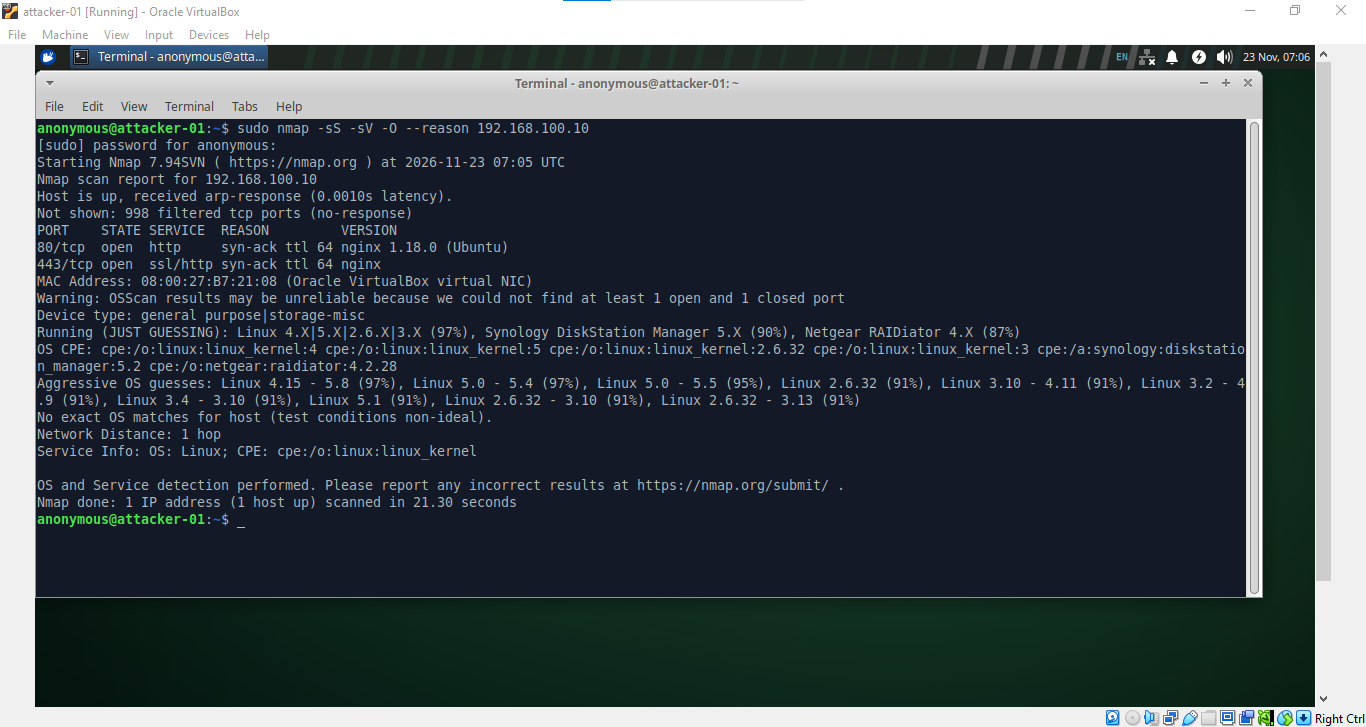 attacker-01 [Running] - Oracle VirtualBox
File Machine View Input Devices Help
Terminal - anonymous@atta... EN 23 Nov, 07:06
Terminal - anonymous@attacker-01: ~
File Edit View Terminal Tabs Help
anonymous@attacker-01:~$ sudo nmap -sS -sV -O --reason 192.168.100.10
[sudo] password for anonymous:
Starting Nmap 7.94SVN ( https://nmap.org ) at 2026-11-23 07:05 UTC
Nmap scan report for 192.168.100.10
Host is up, received arp-response (0.0010s latency).
Not shown: 998 filtered tcp ports (no-response)
PORT    STATE SERVICE  REASON         VERSION
80/tcp  open  http     syn-ack ttl 64 nginx 1.18.0 (Ubuntu)
443/tcp open  ssl/http syn-ack ttl 64 nginx
MAC Address: 08:00:27:B7:21:08 (Oracle VirtualBox virtual NIC)
Warning: OSScan results may be unreliable because we could not find at least 1 open and 1 closed port
Device type: general purpose|storage-misc
Running (JUST GUESSING): Linux 4.X|5.X|2.6.X|3.X (97%), Synology DiskStation Manager 5.X (90%), Netgear RAIDiator 4.X (87%)
OS CPE: cpe:/o:linux:linux_kernel:4 cpe:/o:linux:linux_kernel:5 cpe:/o:linux:linux_kernel:2.6.32 cpe:/o:linux:linux_kernel:3 cpe:/a:synology:diskstatio
n_manager:5.2 cpe:/o:netgear:raidiator:4.2.28
Aggressive OS guesses: Linux 4.15 - 5.8 (97%), Linux 5.0 - 5.4 (97%), Linux 5.0 - 5.5 (95%), Linux 2.6.32 (91%), Linux 3.10 - 4.11 (91%), Linux 3.2 - 4
.9 (91%), Linux 3.4 - 3.10 (91%), Linux 5.1 (91%), Linux 2.6.32 - 3.10 (91%), Linux 2.6.32 - 3.13 (91%)
No exact OS matches for host (test conditions non-ideal).
Network Distance: 1 hop
Service Info: OS: Linux; CPE: cpe:/o:linux:linux_kernel
OS and Service detection performed. Please report any incorrect results at https://nmap.org/submit/ .
Nmap done: 1 IP address (1 host up) scanned in 21.30 seconds
anonymous@attacker-01:~$ _
Right Ctrl